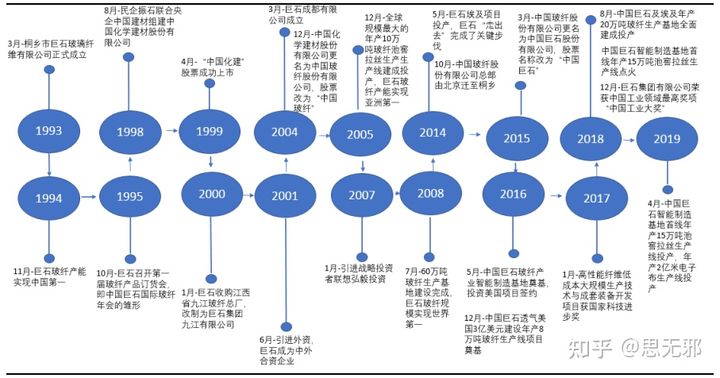 3月-桐乡市巨石玻璃纤
维有限公司正式成立
8月-民企振石联合央
企中国建材组建中
国化学建材股份有
限公司
4月-“中国化建”
股票成功上市
3月-巨石成都有限
公司成立
12月-中国化
学建材股份有
限公司更名为
中国玻纤股份
有限公司，股票
改为“中国
玻纤”
12月-全球
规模最大的
年产10万
吨玻纤池窑
拉丝生产生
产线建成投
产，巨石玻
纤产能实现
亚洲第一
5月-巨石埃及项目
投产，巨石“走出
去”完成了关键步
伐
10月-中国玻纤股
份有限公司总部
由北京迁至桐乡
3月-中国玻纤股
份有限公司更名
为中国巨石股份
有限公司，股票
名称改为“中国
巨石”
8月-中国巨石及埃及年产
20万吨玻纤生产基地全面
建成投产
中国巨石智能制造基地首
线年产15万吨池窑拉丝生
产线点火
12月-巨石集团有限公司荣
获中国工业领域最高奖项
“中国工业大奖”
1993
1998
1999
2004
2005
2014
2015
2018
2019
1994
1995
2000
2001
2007
2008
2016
2017
11月-巨石玻纤产能
实现中国第一
10月-巨石召开第一
届玻纤产品订货会，
即中国巨石国际玻纤
年会的雏形
1月-巨石收购江西
省九江玻纤总厂，
改制为巨石集团
九江有限公司
6月-引进外资，
巨石成为中外
合资企业
1月-引进战略投资
者联想弘毅投资
7月-60万吨
玻纤生产基
地建设完成，
巨石玻纤规
模实现世界
第一
5月-中国巨石玻纤产
业智能制造基地奠基，
投资美国项目签约
12月-中国巨石透气美
国3亿美元建设年产8
万吨玻纤生产线项目
奠基
1月-高性能纤维低
成本大规模生产技
术与成套装备开发
项目获国家科技进
步奖
4月-中国巨
石智能制造
基地首线年
产15万吨池
窑拉丝生产
线投产，年
产2亿米电子
布生产线投
产
知乎 @思无邪